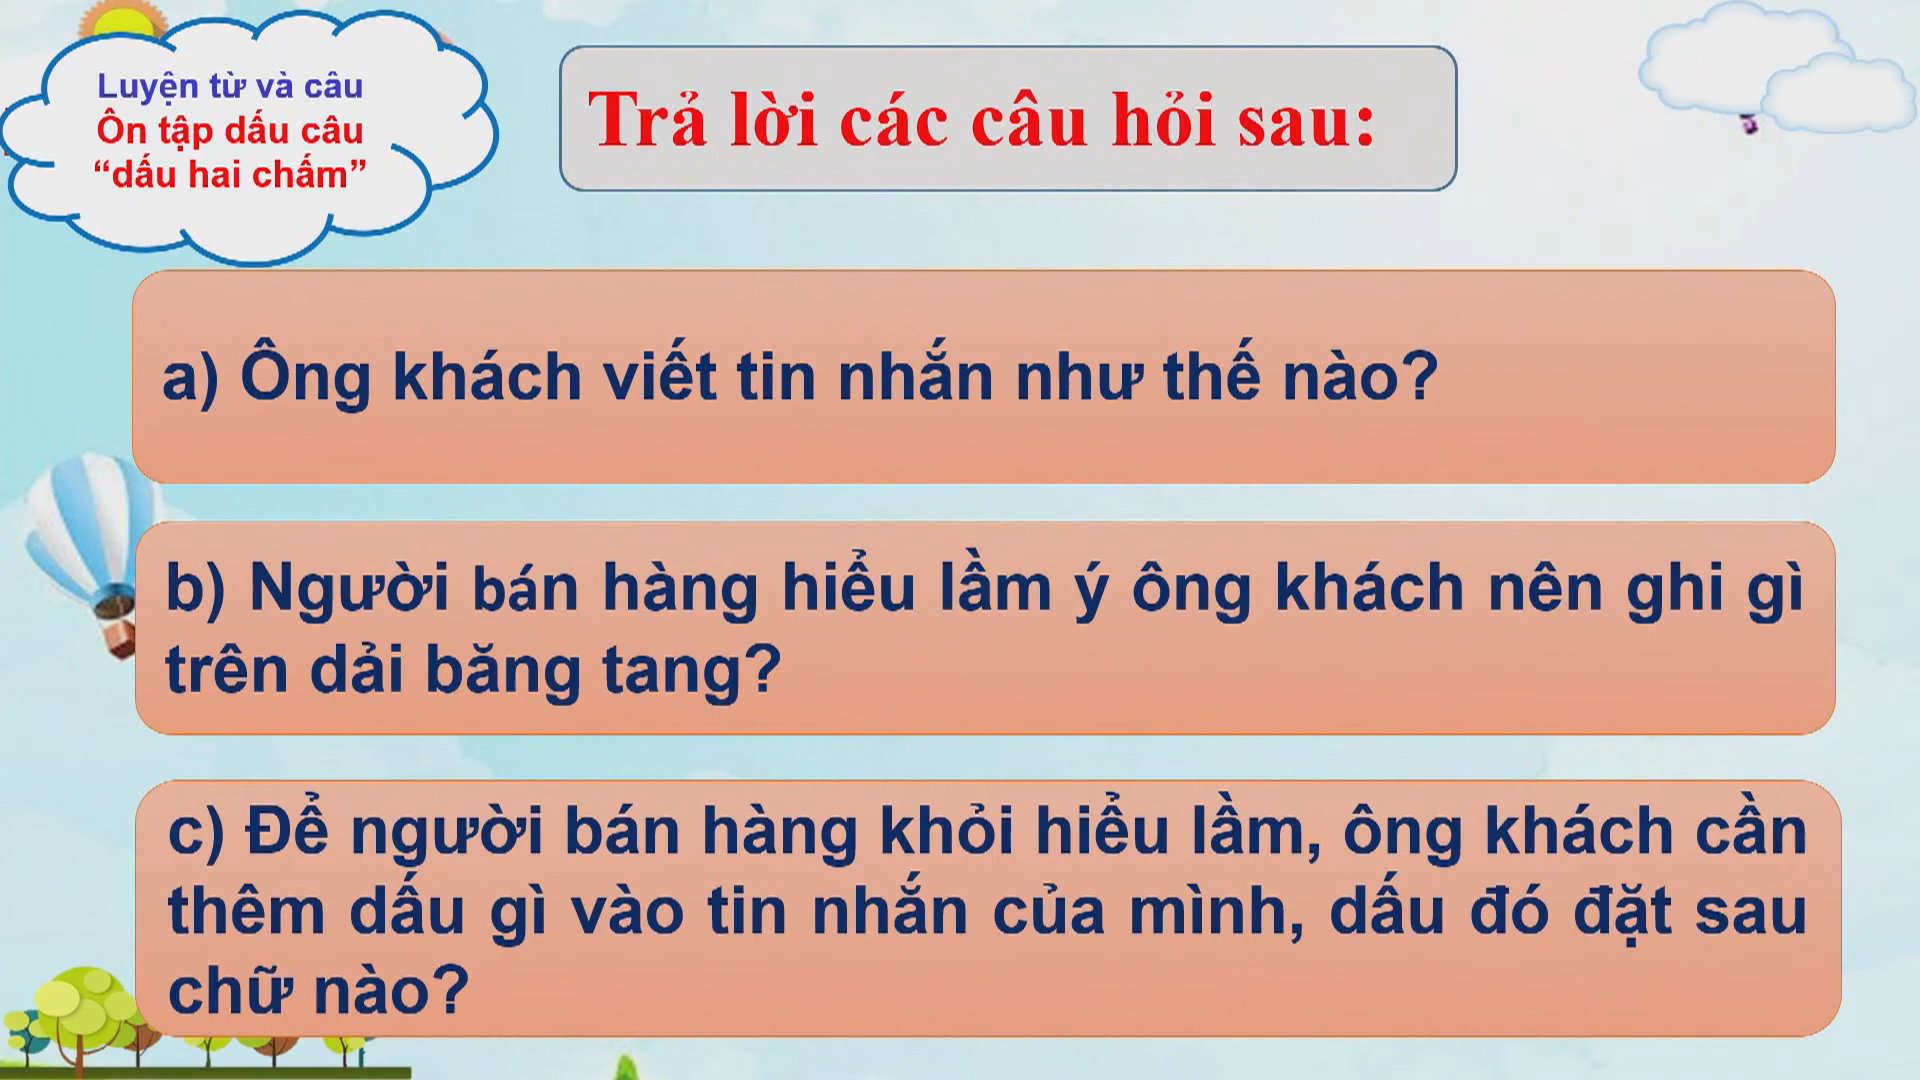 Luyện từ và câu
Ôn tập dấu câu
“dấu hai chấm”
Trả lời các câu hỏi sau:
a) Ông khách viết tin nhắn như thế nào?
b) Người bán hàng hiểu lầm ý ông khách nên ghi gì
trên dải băng tang?
c) Để người bán hàng khỏi hiểu lầm, ông khách cần
thêm dấu gì vào tin nhắn của mình, dấu đó đặt sau
chữ nào?